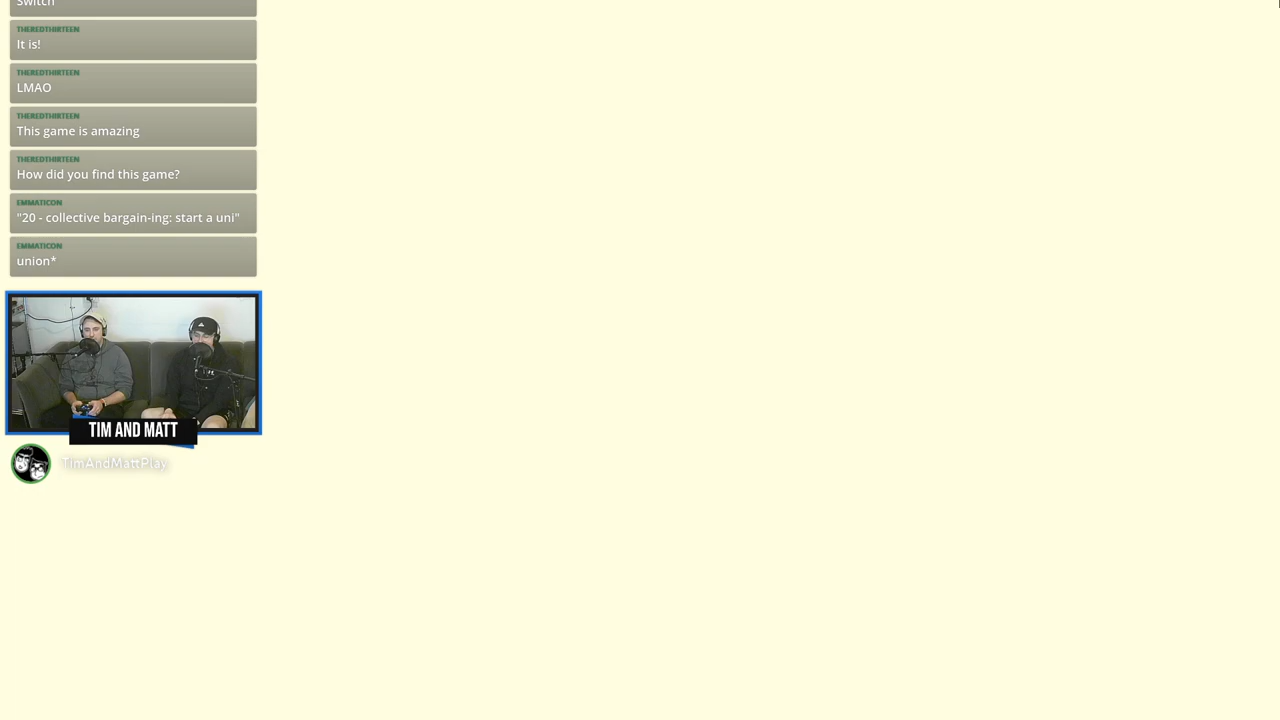 Switch
THEREDTHIRTEEN
It is!
THEREDTHIRTEEN
LMAO
THEREDTHIRTEEN
This game is amazing
THEREDTHIRTEEN
How did you find this game?
EMMATICON
"20 - collective bargain-ing: start a uni"
EMMATICON
union*
TIM AND MATT
TimAndMattPlay